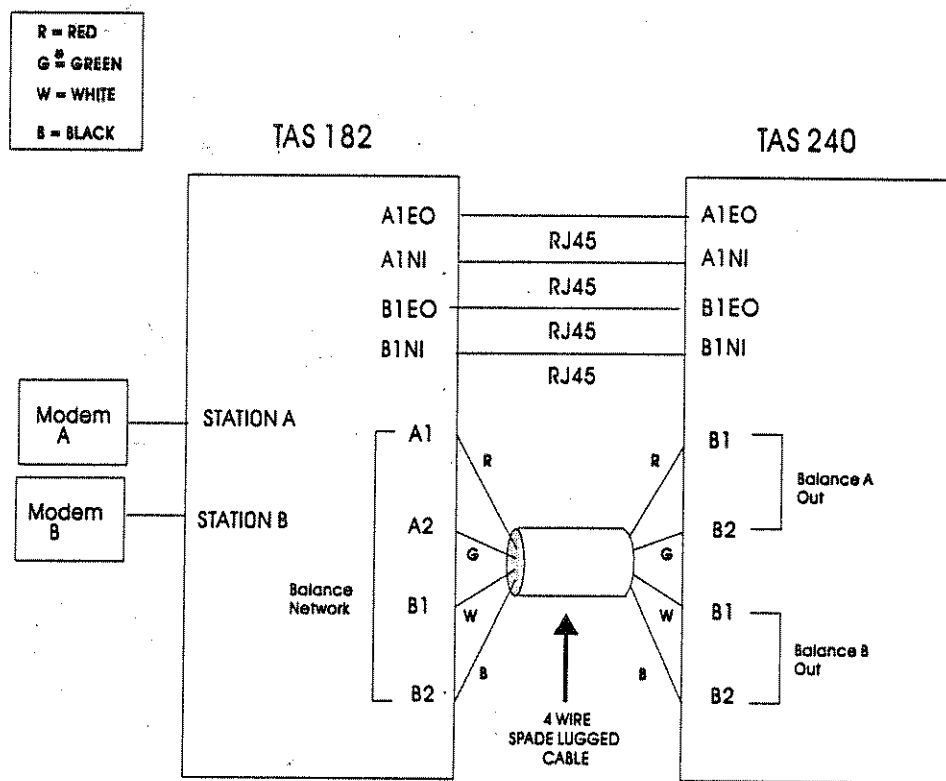 R = RED
G = GREEN
W = WHITE
B = BLACK
TAS 182
TAS 240
A1EO
A1EO
RJ45
A1NI
A1NI
RJ45
B1EO
B1EO
RJ45
B1NI
B1NI
RJ45
Modem
A
STATION A
A1
R
R
B1
Balance A
Out
Modem
B
STATION B
A2
G
G
B2
Balance
Network
B1
W
W
B1
Balance B
Out
B2
B
B
B2
4 WIRE
SPADE LUGGED
CABLE